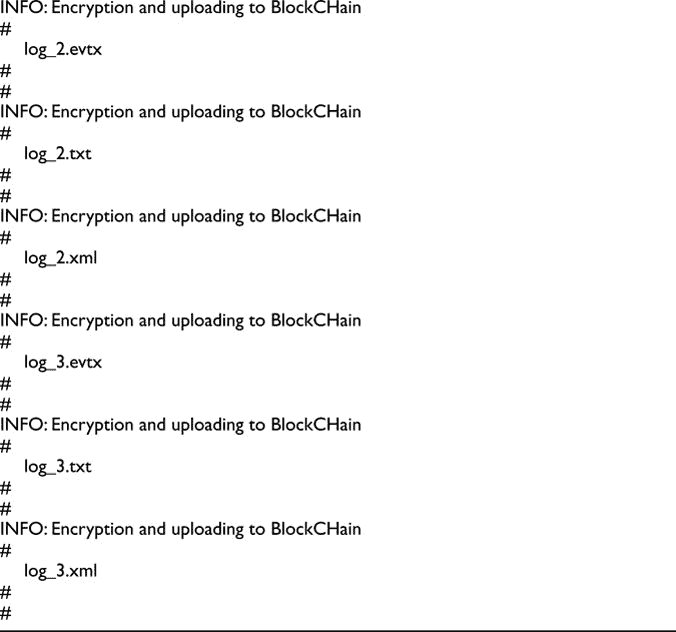 INFO: Encryption and uploading to BlockCHain
#
log_2.evtx
#
#
INFO: Encryption and uploading to BlockCHain
#
log_2.txt
#
#
INFO: Encryption and uploading to BlockCHain
#
log_2.xml
#
#
INFO: Encryption and uploading to BlockCHain
#
log_3.evtx
#
#
INFO: Encryption and uploading to BlockCHain
#
log_3.txt
#
#
INFO: Encryption and uploading to BlockCHain
#
log_3.xml
#
#